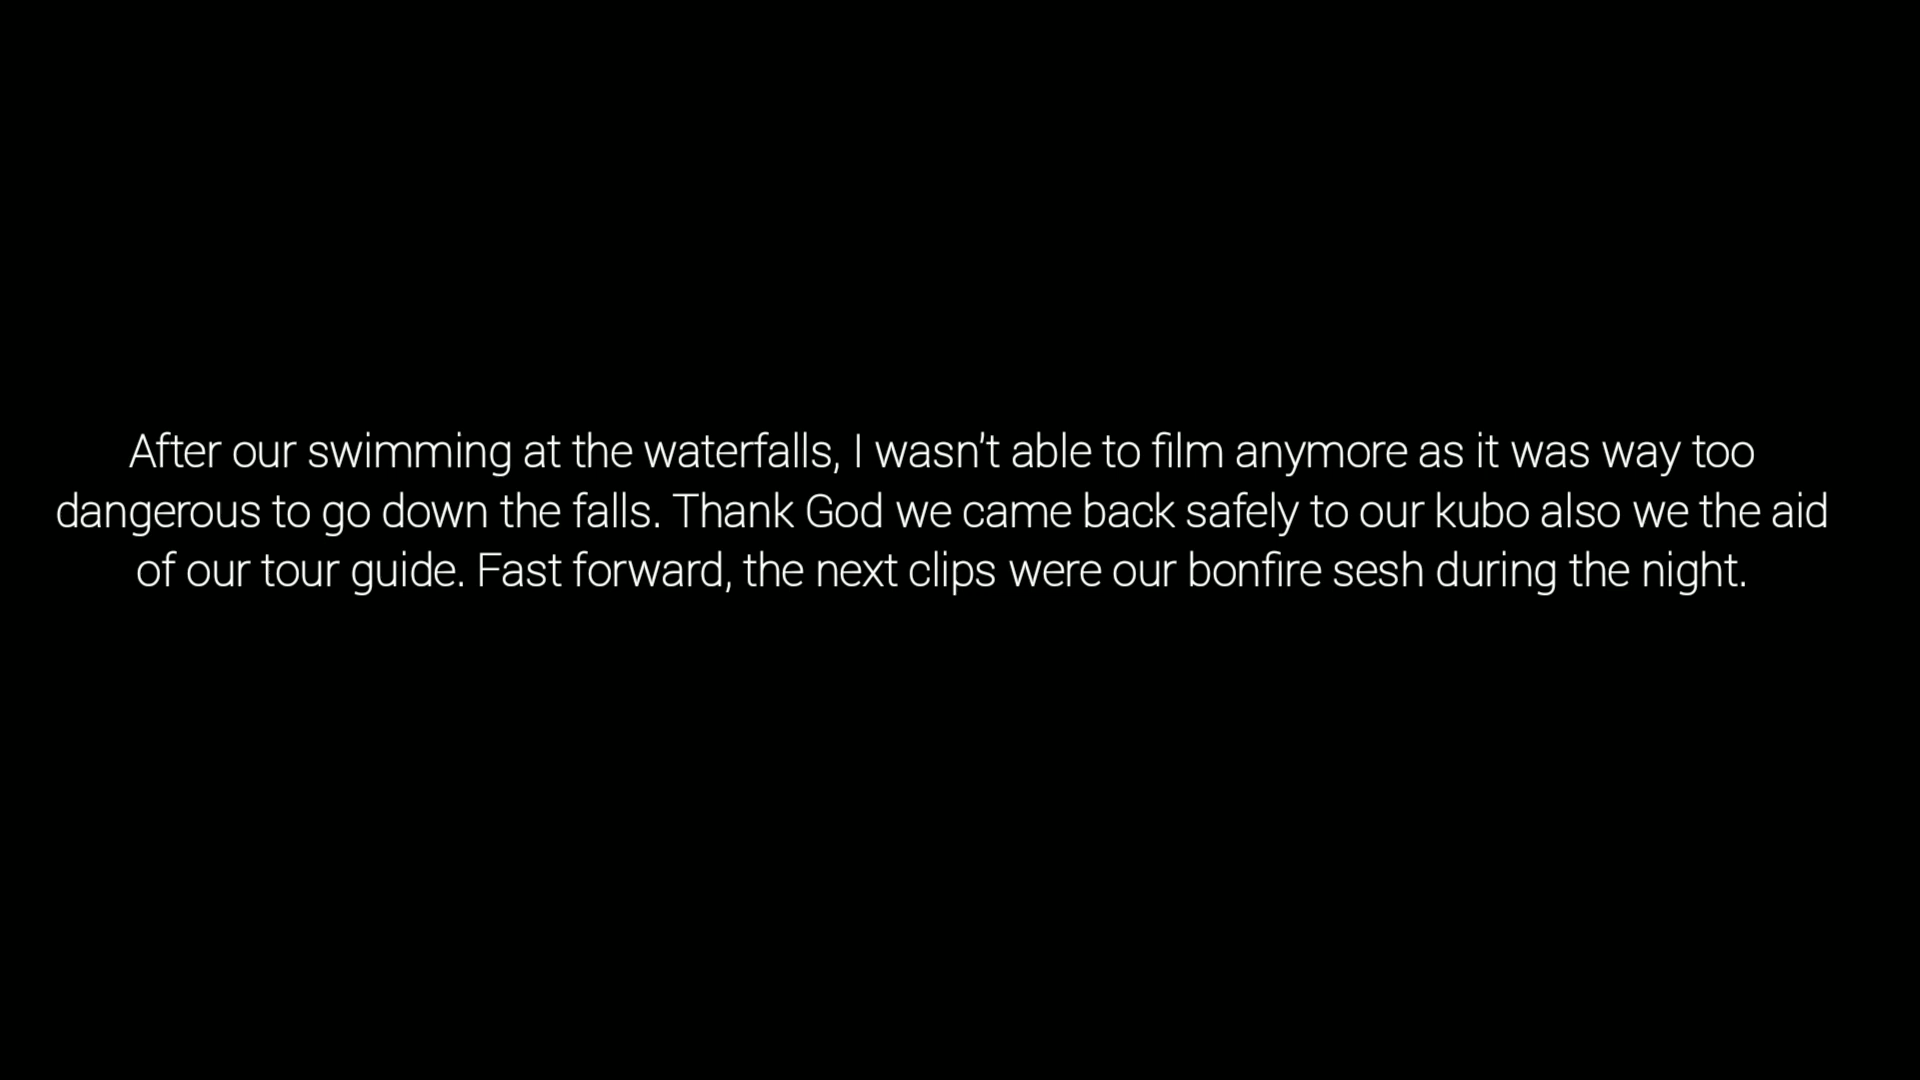 After our swimming at the waterfalls, I wasn't able to film anymore as it was way too
dangerous to go down the falls. Thank God we came back safely to our kubo also we the aid
of our tour guide. Fast forward, the next clips were our bonfire sesh during the night.